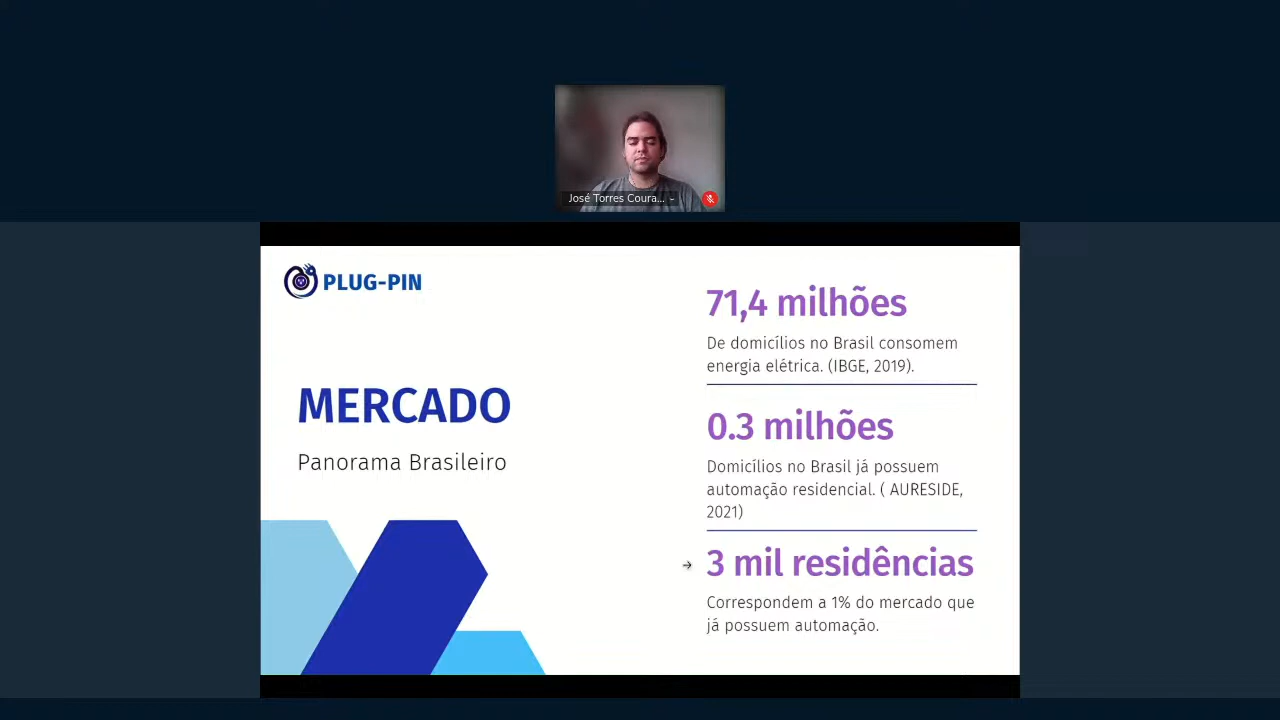 José Torres Coura...
PLUG-PIN
MERCADO
Panorama Brasileiro
71,4 milhões
De domicílios no Brasil consomem
energia elétrica. (IBGE, 2019).
0.3 milhões
Domicílios no Brasil já possuem
automação residencial. ( AURESIDE,
2021)
3 mil residências
Correspondem a 1% do mercado que
já possuem automação.